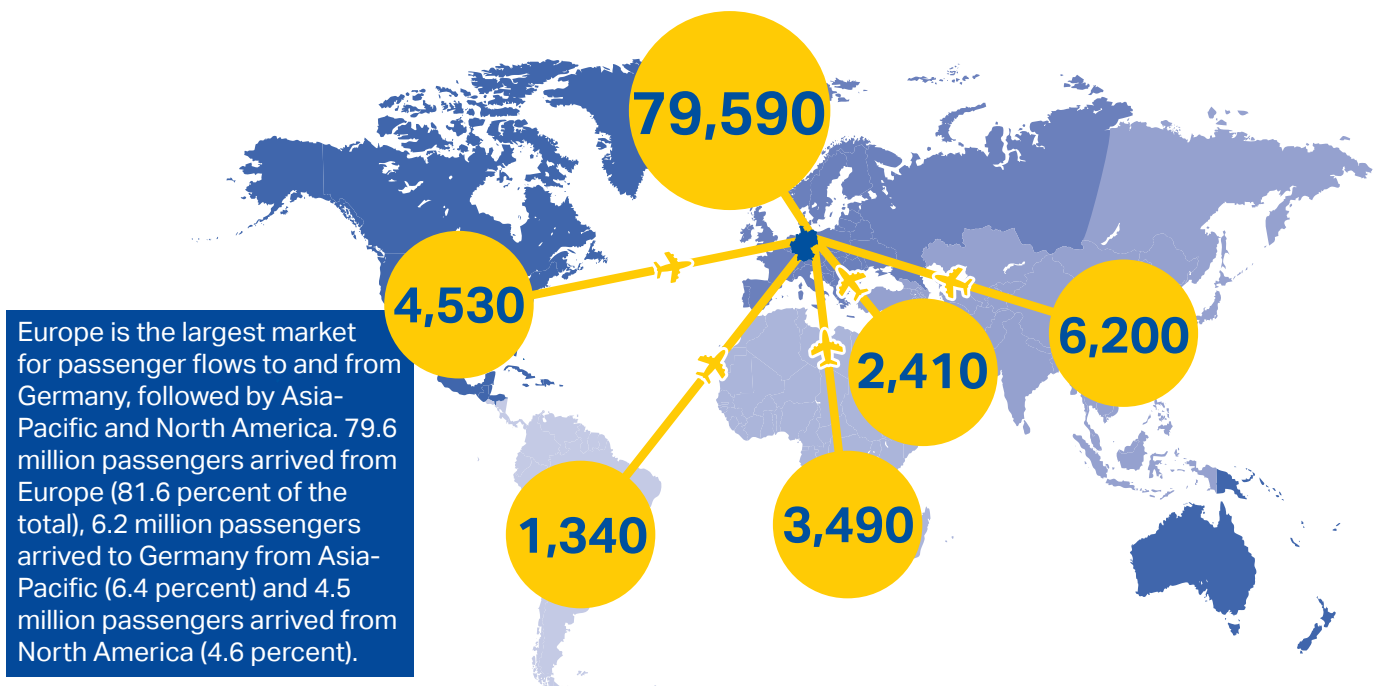 79,590
4,530
6,200
2,410
1,340
3,490
Europe is the largest market
for passenger flows to and from
Germany, followed by Asia-
Pacific and North America. 79.6
million passengers arrived from
Europe (81.6 percent of the
total), 6.2 million passengers
arrived to Germany from Asia-
Pacific (6.4 percent) and 4.5
million passengers arrived from
North America (4.6 percent).